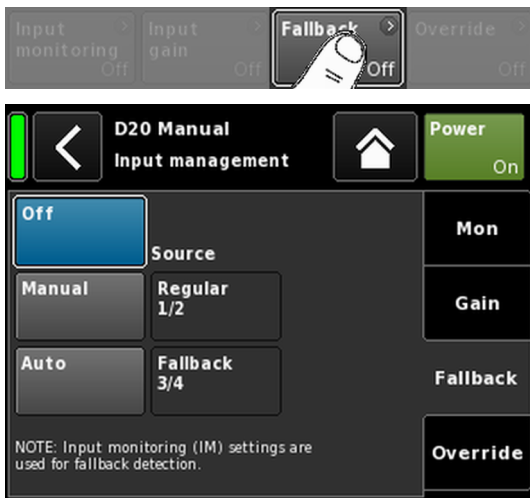 Input monitoring Off
Input gain Off
Fallback Off
Override Off
D20 Manual
Input management
Power
On
Off
Source
Mon
Manual
Regular
1/2
Gain
Auto
Fallback
3/4
Fallback
NOTE: Input monitoring (IM) settings are
used for fallback detection.
Override